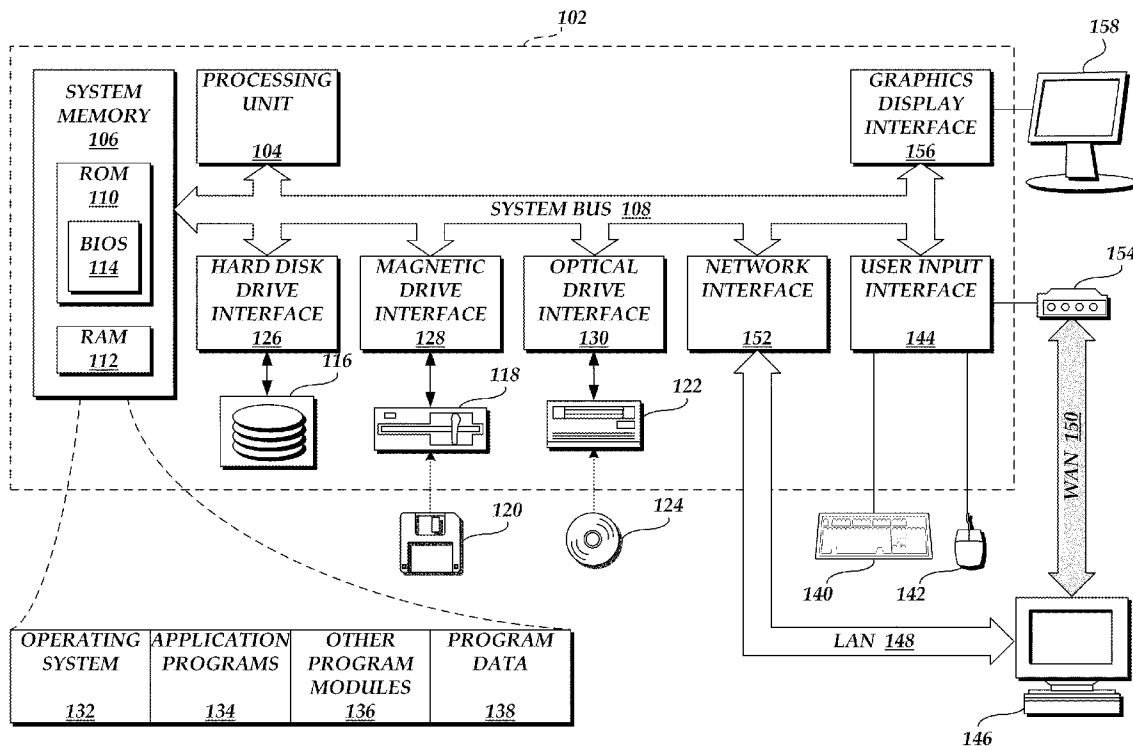 102
158
SYSTEM
MEMORY
106
ROM
110
BIOS
114
RAM
112
PROCESSING
UNIT
104
GRAPHICS
DISPLAY
INTERFACE
156
SYSTEM BUS 108
HARD DISK
DRIVE
INTERFACE
126
MAGNETIC
DRIVE
INTERFACE
128
OPTICAL
DRIVE
INTERFACE
130
NETWORK
INTERFACE
152
USER INPUT
INTERFACE
144
154
116
118
122
WAN 150
120
124
140
142
LAN 148
146
OPERATING
SYSTEM
132
APPLICATION
PROGRAMS
134
OTHER
PROGRAM
MODULES
136
PROGRAM
DATA
138